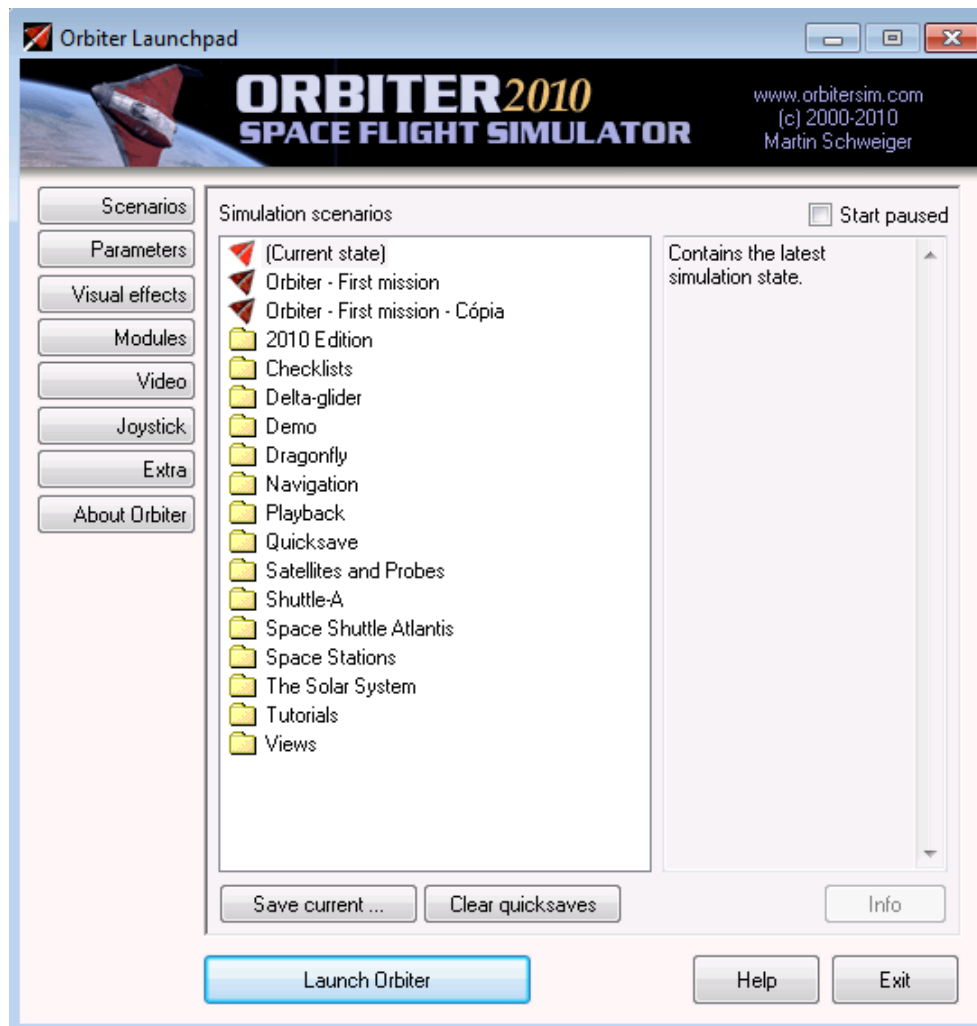 Orbiter Launchpad
ORBITER2010
SPACE FLIGHT SIMULATOR
www.orbitersim.com
(c) 2000-2010
Martin Schweiger
Scenarios
Parameters
Visual effects
Modules
Video
Joystick
Extra
About Orbiter
Simulation scenarios
Start paused
(Current state)
Orbiter - First mission
Orbiter - First mission - Cópia
2010 Edition
Checklists
Delta-glider
Demo
Dragonfly
Navigation
Playback
Quicksave
Satellites and Probes
Shuttle-A
Space Shuttle Atlantis
Space Stations
The Solar System
Tutorials
Views
Contains the latest
simulation state.
Save current ...
Clear quicksaves
Info
Launch Orbiter
Help
Exit